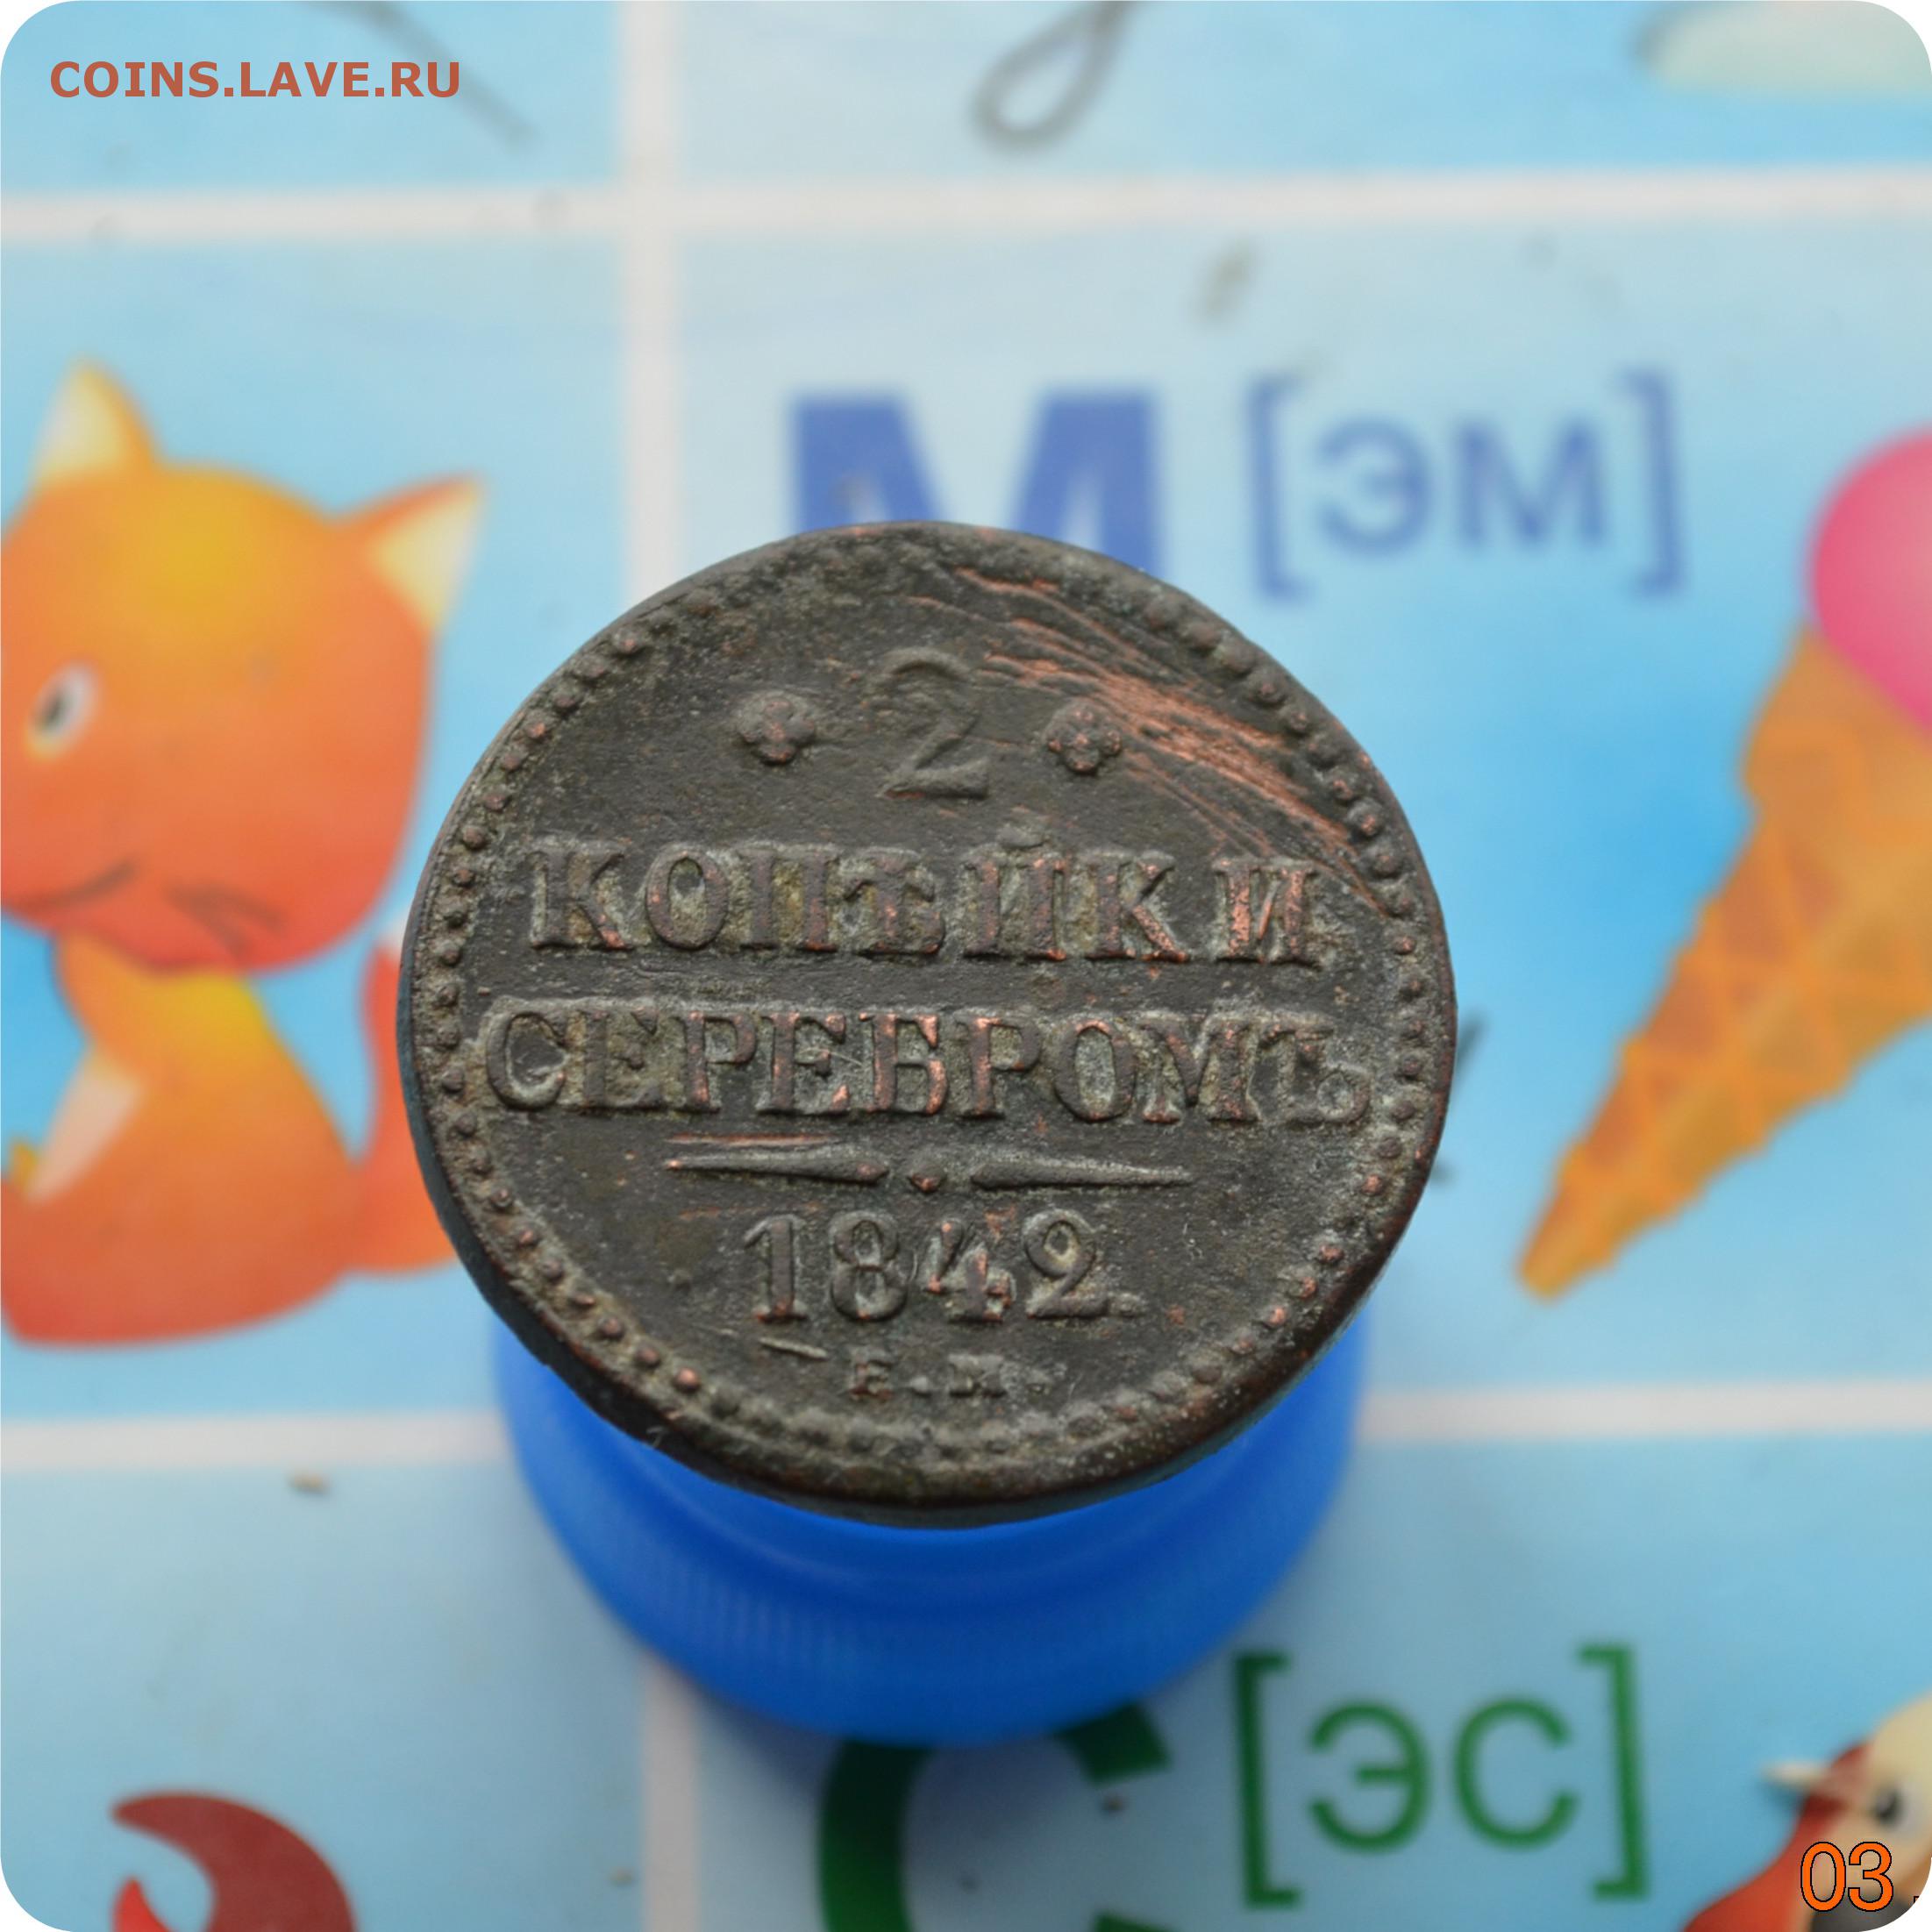 COINS.LAVE.RU
М [эм]
2
КОПѢЙКИ
СЕРЕБРОМЪ
1842.
Е.М.
С [эс]
03